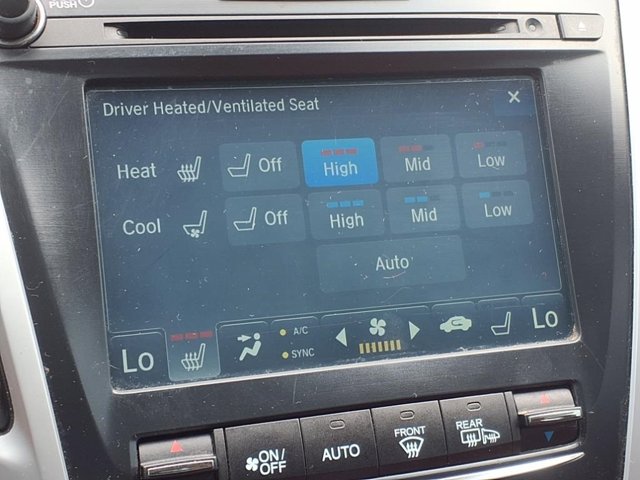 PUSH
Driver Heated/Ventilated Seat
Heat Off High Mid Low
Cool Off High Mid Low
Auto
Lo A/C SYNC Lo
ON/OFF AUTO FRONT REAR